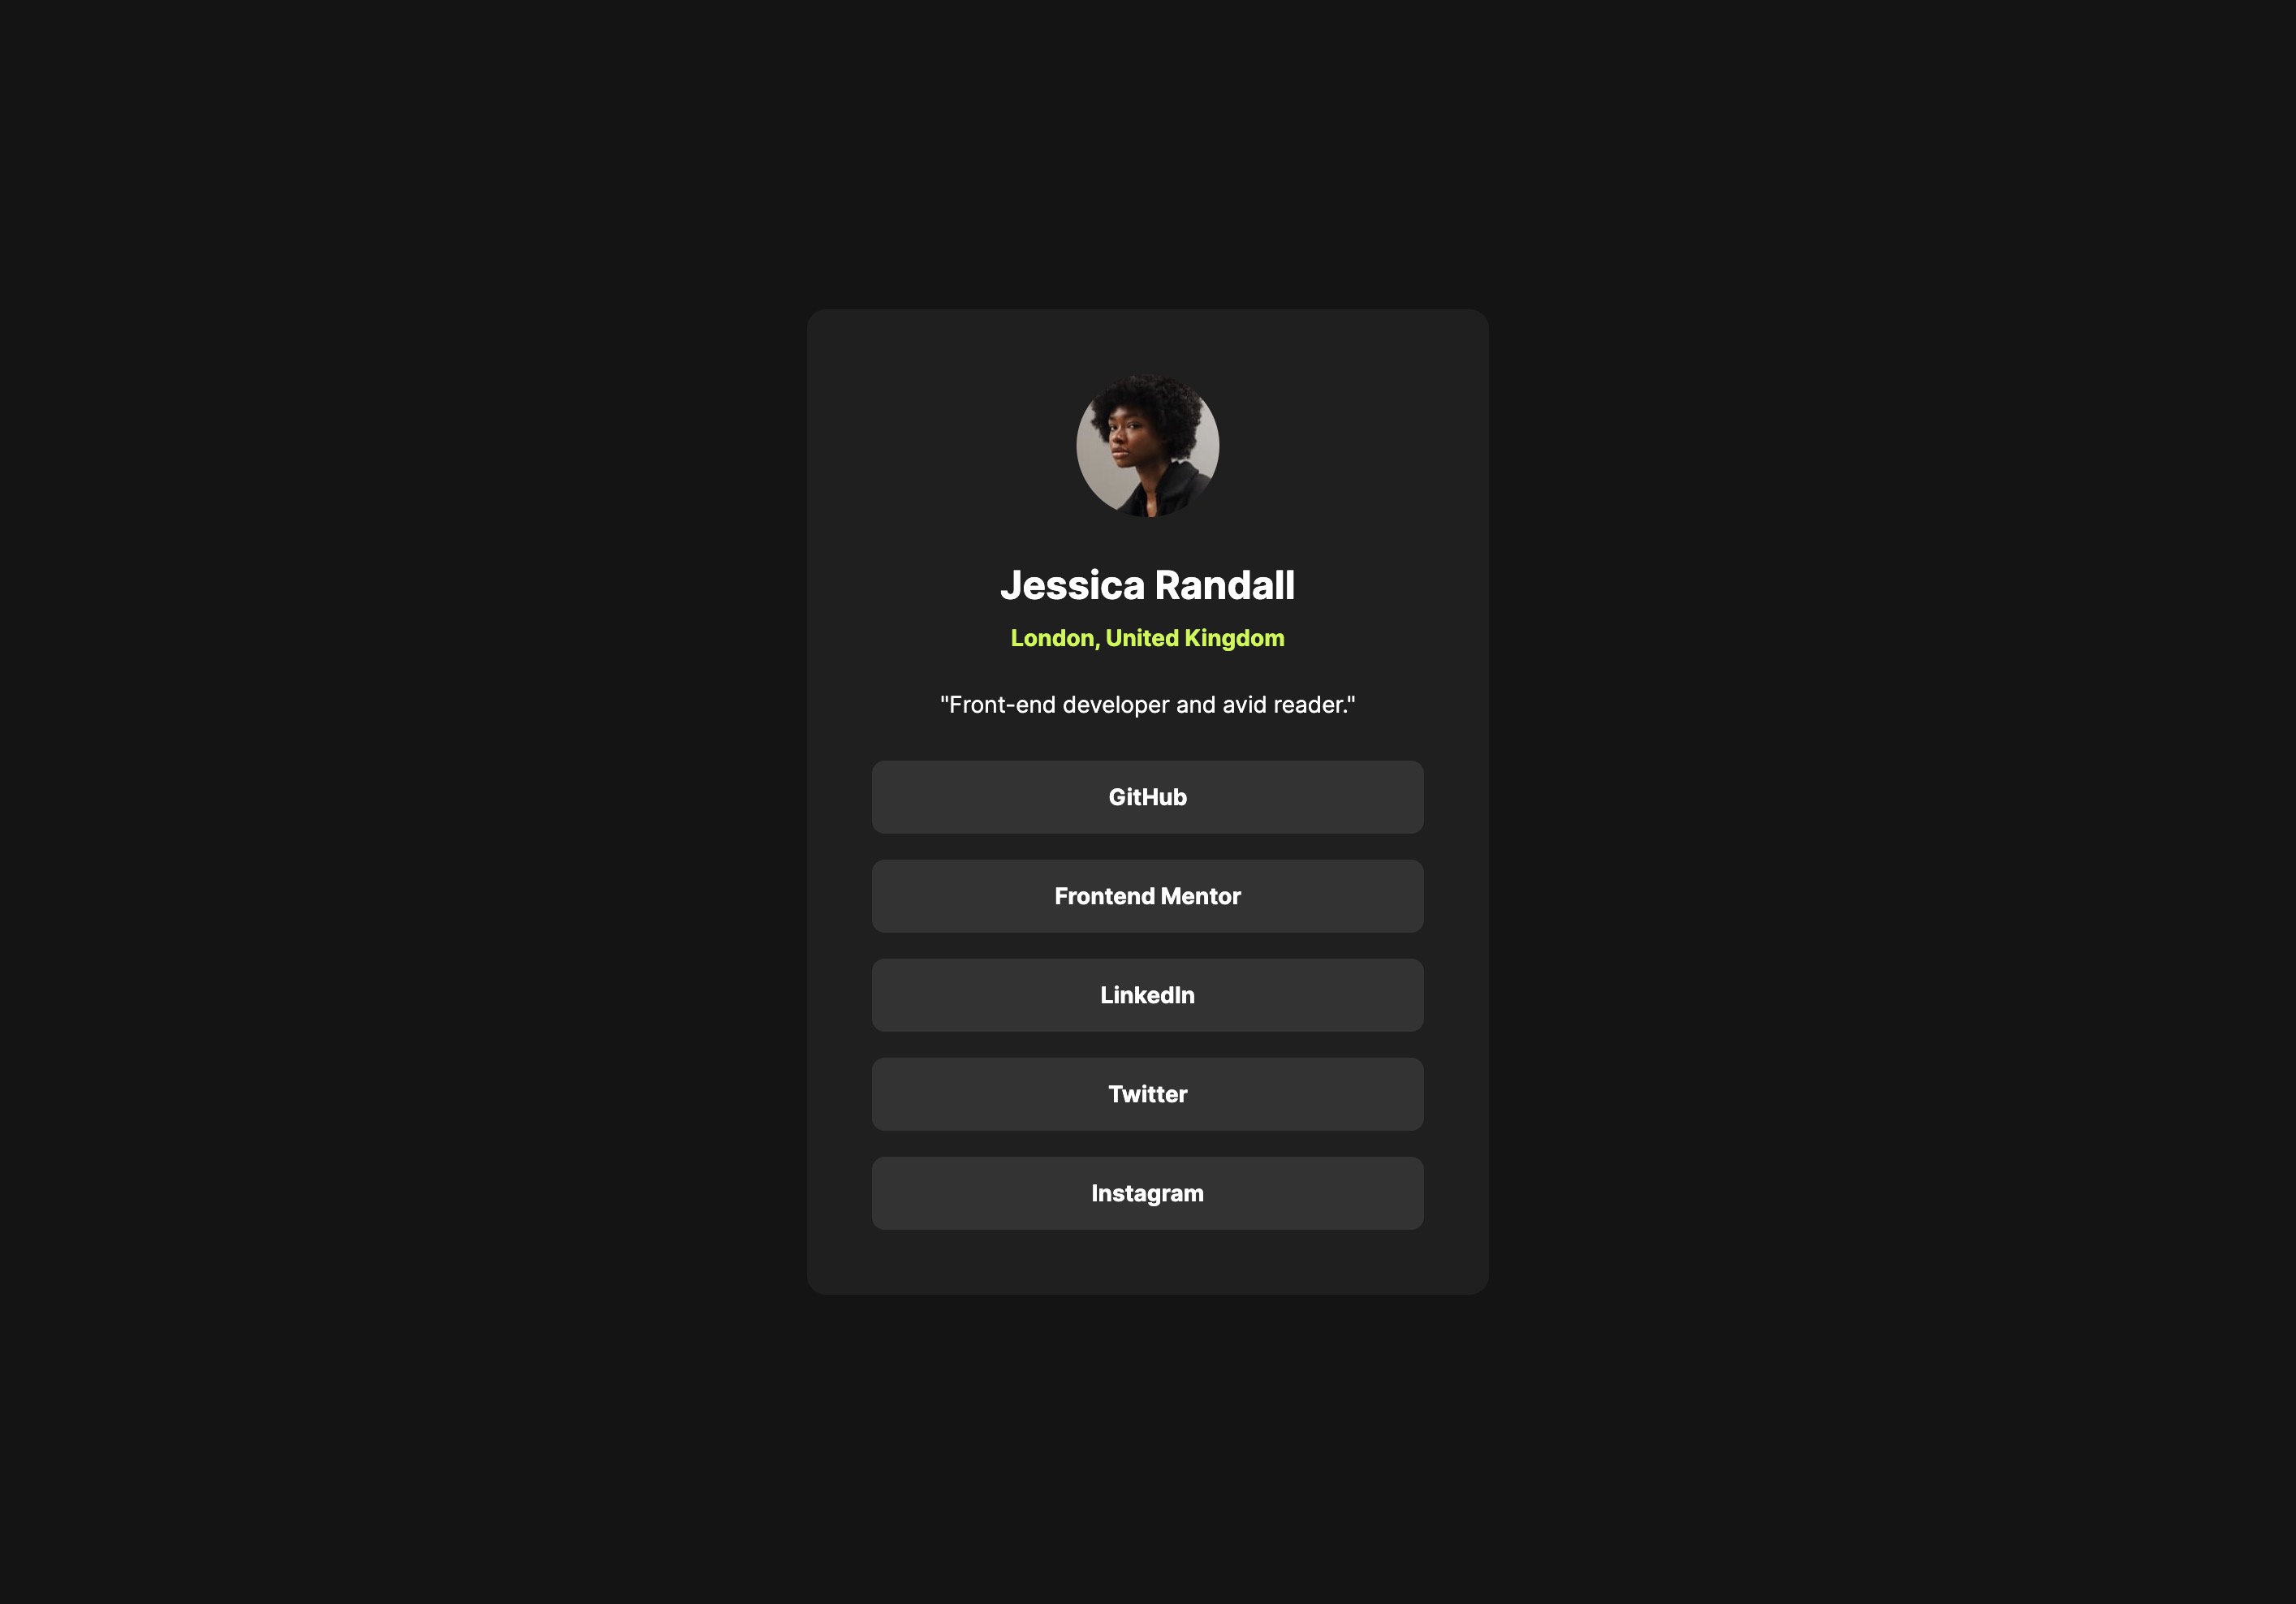 Jessica Randall
London, United Kingdom
"Front-end developer and avid reader."
GitHub
Frontend Mentor
LinkedIn
Twitter
Instagram